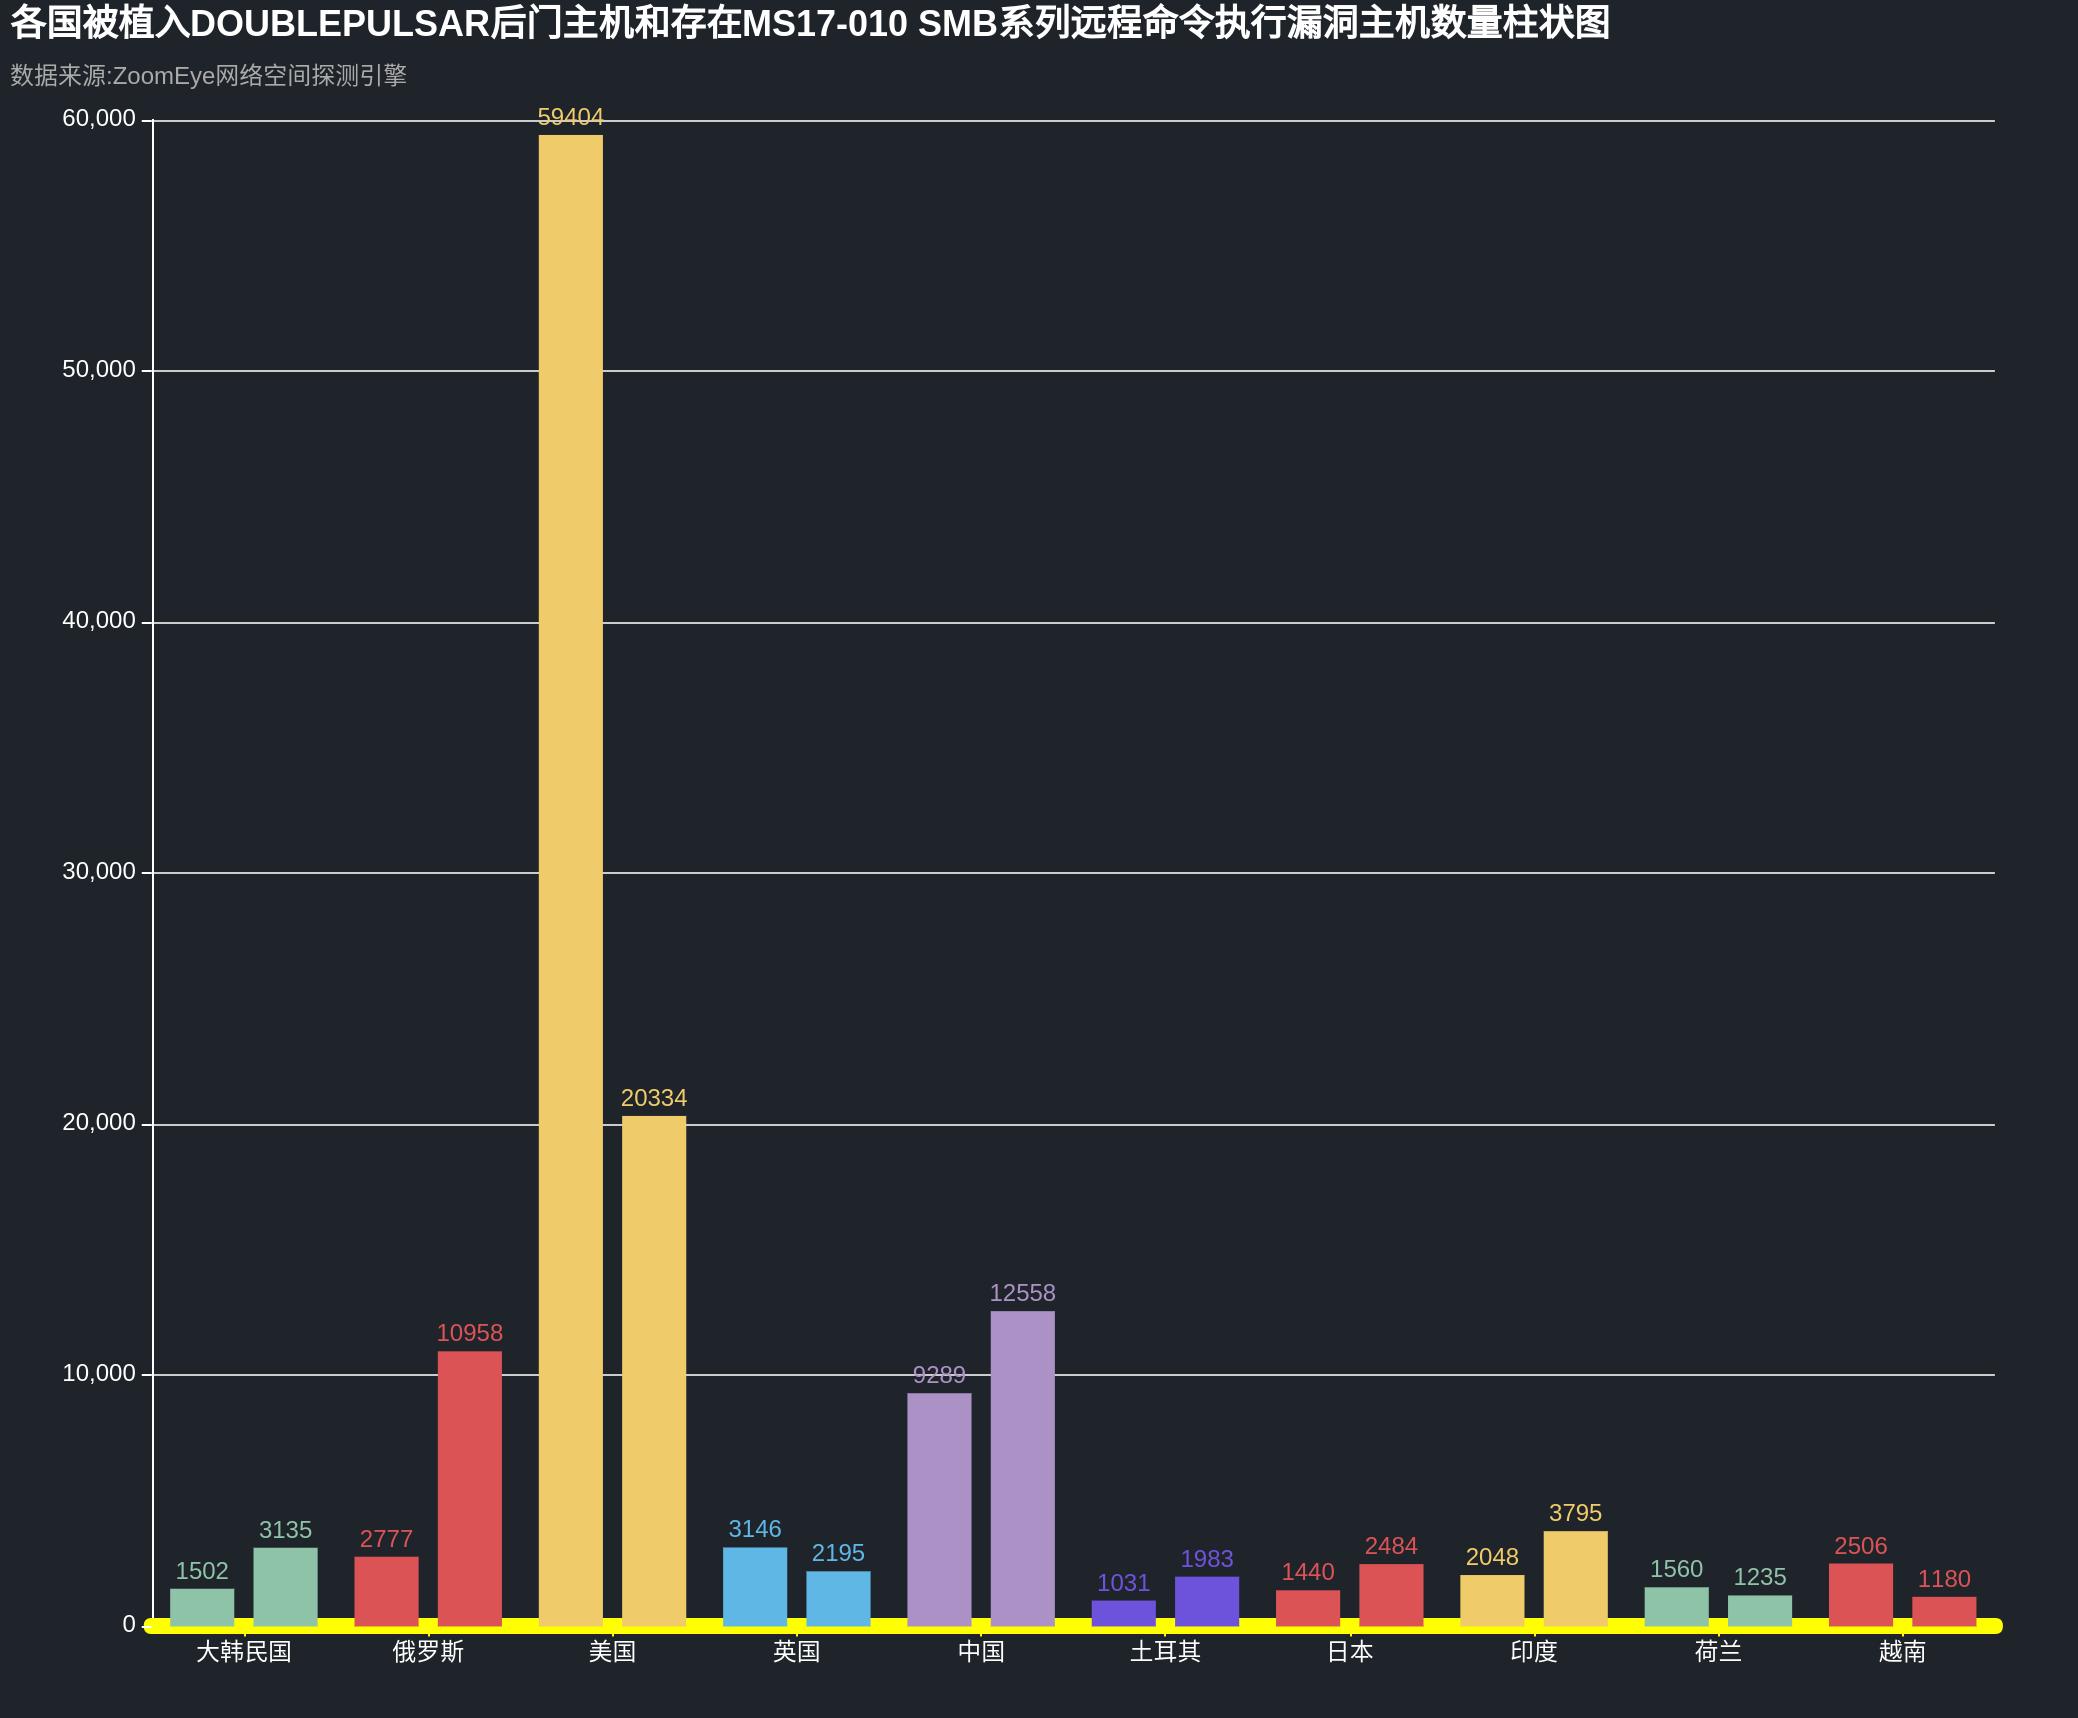 各国被植入DOUBLEPULSAR后门主机和存在MS17-010 SMB系列远程命令执行漏洞主机数量柱状图
数据来源:ZoomEye网络空间探测引擎
60,000
50,000
40,000
30,000
20,000
10,000
0
1502
3135
2777
10958
59404
20334
3146
2195
9289
12558
1031
1983
1440
2484
2048
3795
1560
1235
2506
1180
大韩民国
俄罗斯
美国
英国
中国
土耳其
日本
印度
荷兰
越南